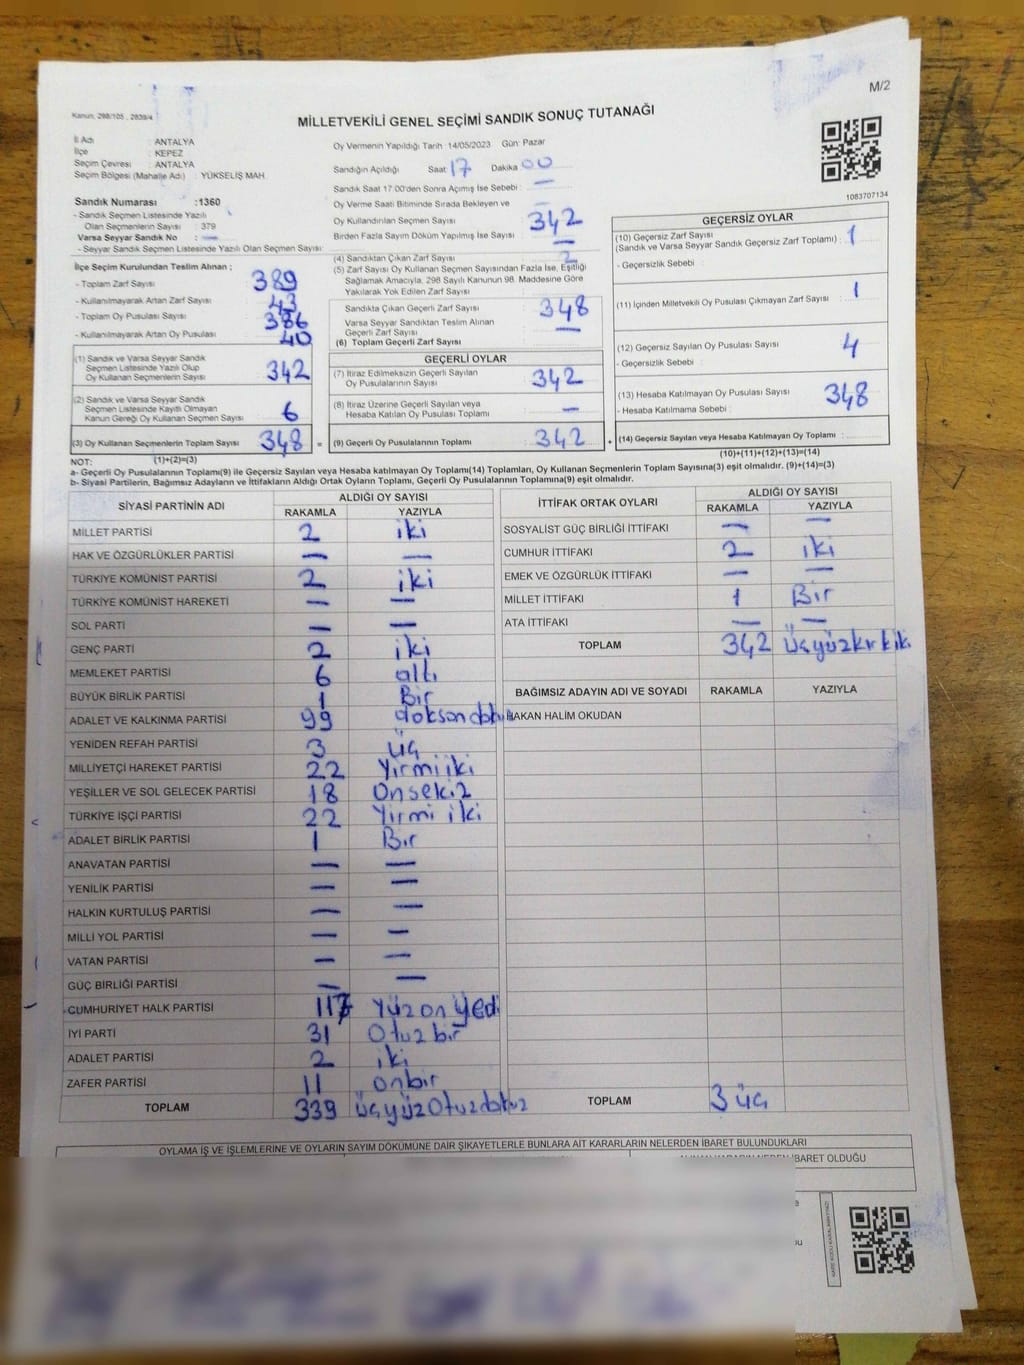 M/2
Kanun, 298/105 , 2839/4
MİLLETVEKİLİ GENEL SEÇİMİ SANDIK SONUÇ TUTANAĞI
İl Adı : ANTALYA
İlçe : KEPEZ
Seçim Çevresi : ANTALYA
Seçim Bölgesi (Mahalle Adı) : YÜKSELİŞ MAH.
Sandık Numarası :1360
- Sandık Seçmen Listesinde Yazılı
Olan Seçmenlerin Sayısı : 379
Varsa Seyyar Sandık No : —
- Seyyar Sandık Seçmen Listesinde Yazılı Olan Seçmen Sayısı:
Oy Vermenin Yapıldığı Tarih :14/05/2023 Gün: Pazar
Sandığın Açıldığı Saat 17 Dakika 00
Sandık Saat 17:00'den Sonra Açılmış İse Sebebi : —
Oy Verme Saati Bitiminde Sırada Bekleyen ve
Oy Kullandırılan Seçmen Sayısı : 342
Birden Fazla Sayım Döküm Yapılmış İse Sayısı : —
1083707134
İlçe Seçim Kurulundan Teslim Alınan ;
- Toplam Zarf Sayısı : 389
- Kullanılmayarak Artan Zarf Sayısı : 43
- Toplam Oy Pusulası Sayısı : 386
- Kullanılmayarak Artan Oy Pusulası : 40
(1) Sandık ve Varsa Seyyar Sandık
Seçmen Listesinde Yazılı Olup
Oy Kullanan Seçmenlerin Sayısı : 342
(2) Sandık ve Varsa Seyyar Sandık
Seçmen Listesinde Kayıtlı Olmayan
Kanun Gereği Oy Kullanan Seçmen Sayısı : 6
(3) Oy Kullanan Seçmenlerin Toplam Sayısı : 348
(1)+(2)=(3)
(4) Sandıktan Çıkan Zarf Sayısı : 2
(5) Zarf Sayısı Oy Kullanan Seçmen Sayısından Fazla İse, Eşitliği
Sağlamak Amacıyla, 298 Sayılı Kanunun 98. Maddesine Göre
Yakılarak Yok Edilen Zarf Sayısı :
Sandıkta Çıkan Geçerli Zarf Sayısı : 348
Varsa Seyyar Sandıktan Teslim Alınan
Geçerli Zarf Sayısı : —
(6) Toplam Geçerli Zarf Sayısı :
GEÇERLİ OYLAR
(7) İtiraz Edilmeksizin Geçerli Sayılan
Oy Pusulalarının Sayısı : 342
(8) İtiraz Üzerine Geçerli Sayılan veya
Hesaba Katılan Oy Pusulası Toplamı : —
= (9) Geçerli Oy Pusulalarının Toplamı : 342 +
GEÇERSİZ OYLAR
(10) Geçersiz Zarf Sayısı
(Sandık ve Varsa Seyyar Sandık Geçersiz Zarf Toplamı) : 1
- Geçersizlik Sebebi :
(11) İçinden Milletvekili Oy Pusulası Çıkmayan Zarf Sayısı : 1
(12) Geçersiz Sayılan Oy Pusulası Sayısı : 4
- Geçersizlik Sebebi :
(13) Hesaba Katılmayan Oy Pusulası Sayısı : 348
- Hesaba Katılmama Sebebi :
(14) Geçersiz Sayılan veya Hesaba Katılmayan Oy Toplamı :
(10)+(11)+(12)+(13)=(14)
NOT:
a- Geçerli Oy Pusulalarının Toplamı(9) ile Geçersiz Sayılan veya Hesaba katılmayan Oy Toplamı(14) Toplamları, Oy Kullanan Seçmenlerin Toplam Sayısına(3) eşit olmalıdır. (9)+(14)=(3)
b- Siyasi Partilerin, Bağımsız Adayların ve İttifakların Aldığı Ortak Oyların Toplamı, Geçerli Oy Pusulalarının Toplamına(9) eşit olmalıdır.
SİYASİ PARTİNİN ADI ALDIĞI OY SAYISI
RAKAMLA YAZIYLA
MİLLET PARTİSİ 2 iki
HAK VE ÖZGÜRLÜKLER PARTİSİ — —
TÜRKİYE KOMÜNİST PARTİSİ 2 iki
TÜRKİYE KOMÜNİST HAREKETİ — —
SOL PARTİ — —
GENÇ PARTİ 2 iki
MEMLEKET PARTİSİ 6 altı
BÜYÜK BİRLİK PARTİSİ 1 Bir
ADALET VE KALKINMA PARTİSİ 99 doksan dokuz
YENİDEN REFAH PARTİSİ 3 üç
MİLLİYETÇİ HAREKET PARTİSİ 22 Yirmi iki
YEŞİLLER VE SOL GELECEK PARTİSİ 18 Onsekiz
TÜRKİYE İŞÇİ PARTİSİ 22 Yirmi iki
ADALET BİRLİK PARTİSİ 1 Bir
ANAVATAN PARTİSİ — —
YENİLİK PARTİSİ — —
HALKIN KURTULUŞ PARTİSİ — —
MİLLİ YOL PARTİSİ — —
VATAN PARTİSİ — —
GÜÇ BİRLİĞİ PARTİSİ — —
CUMHURİYET HALK PARTİSİ 117 Yüz on yedi
İYİ PARTİ 31 Otuz bir
ADALET PARTİSİ 2 iki
ZAFER PARTİSİ 11 onbir
TOPLAM 339 üçyüz Otuz dokuz
İTTİFAK ORTAK OYLARI ALDIĞI OY SAYISI
RAKAMLA YAZIYLA
SOSYALİST GÜÇ BİRLİĞİ İTTİFAKI — —
CUMHUR İTTİFAKI 2 iki
EMEK VE ÖZGÜRLÜK İTTİFAKI — —
MİLLET İTTİFAKI 1 Bir
ATA İTTİFAKI — —
TOPLAM 342 üçyüzkırkiki
BAĞIMSIZ ADAYIN ADI VE SOYADI RAKAMLA YAZIYLA
HAKAN HALİM OKUDAN
TOPLAM 3 üç
OYLAMA İŞ VE İŞLEMLERİNE VE OYLARIN SAYIM DÖKÜMÜNE DAİR ŞİKAYETLERLE BUNLARA AİT KARARLARIN NELERDEN İBARET BULUNDUKLARI
İBARET OLDUĞU